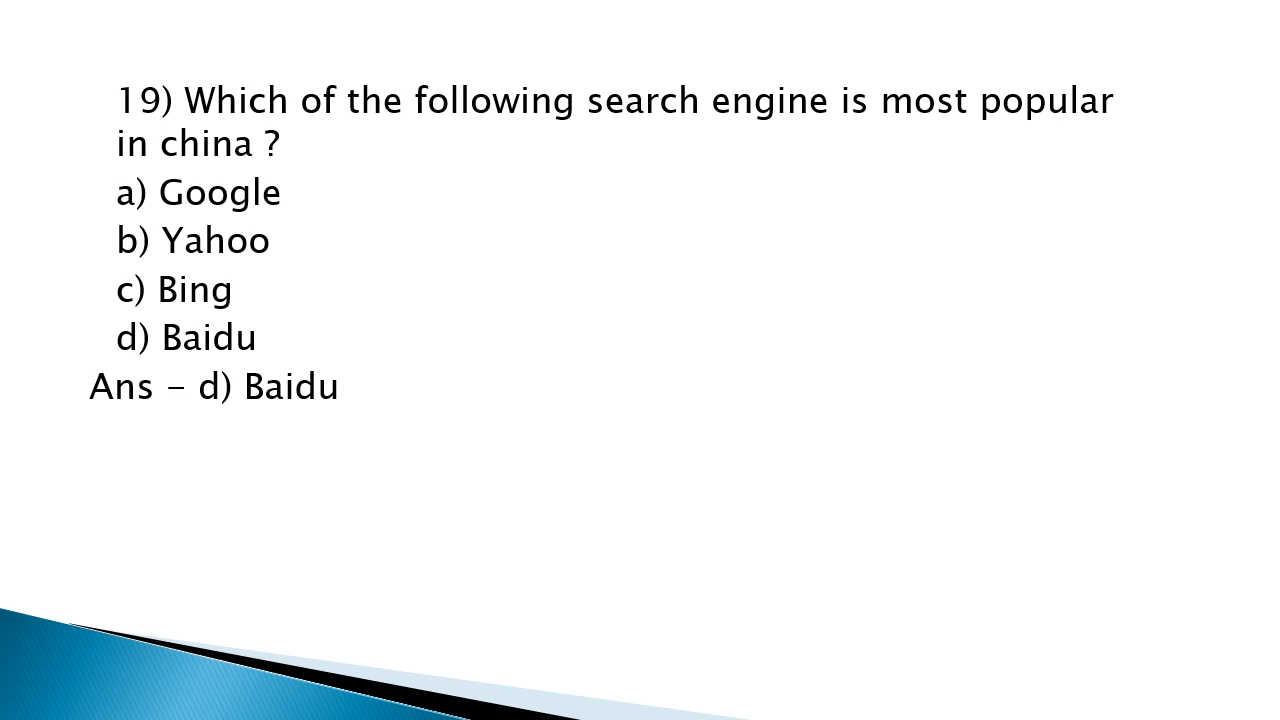 19) Which of the following search engine is most popular
in china ?
a) Google
b) Yahoo
c) Bing
d) Baidu
Ans – d) Baidu